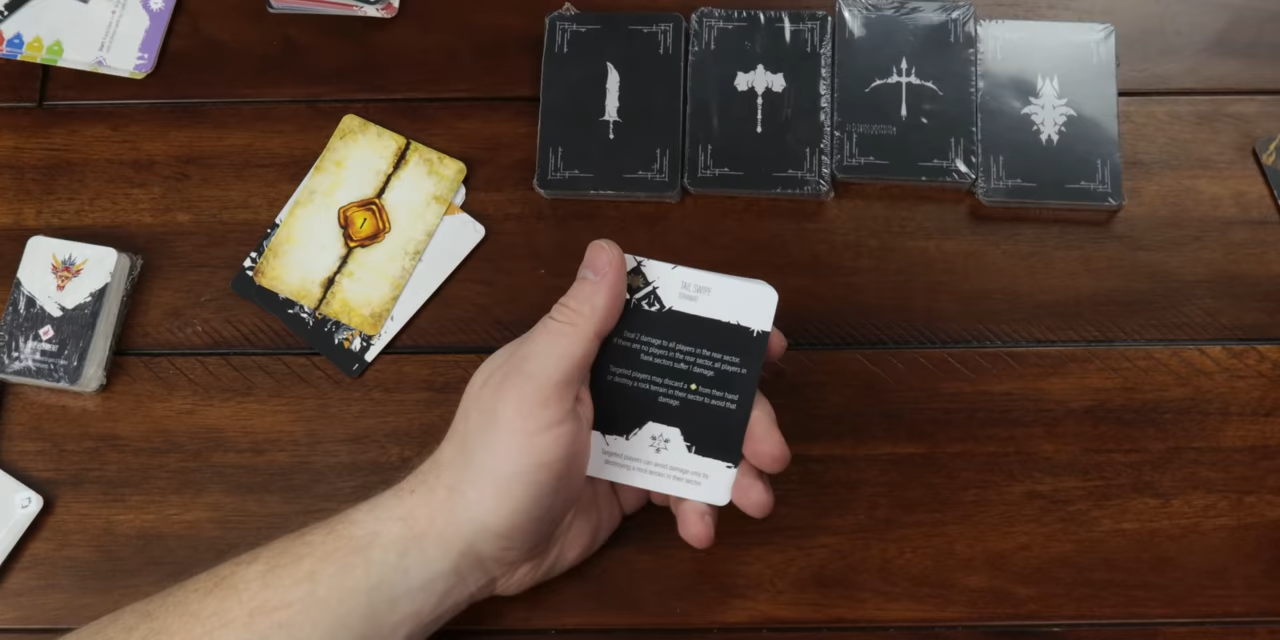 TAIL SWIPE
Deal 2 damage to all players in the rear sector.
If there are no players in the rear sector, all players in
flank sectors suffer 1 damage.
Targeted players may discard a from their hand
or destroy a rock terrain in their sector to avoid that
damage.
Targeted players can avoid damage only by
destroying a rock terrain in their sector.
1